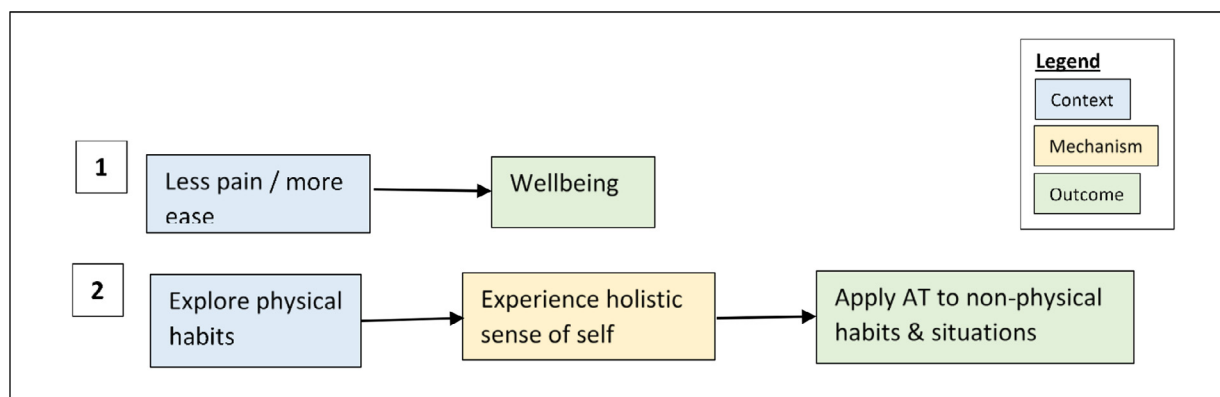 Legend
Context
Mechanism
Outcome
1
Less pain / more
ease
Wellbeing
2
Explore physical
habits
Experience holistic
sense of self
Apply AT to non-physical
habits & situations